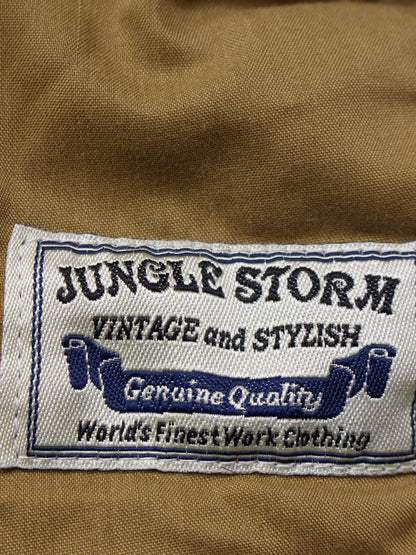 JUNGLE STORM
VINTAGE and STYLISH
Genuine Quality
World's Finest Work Clothing